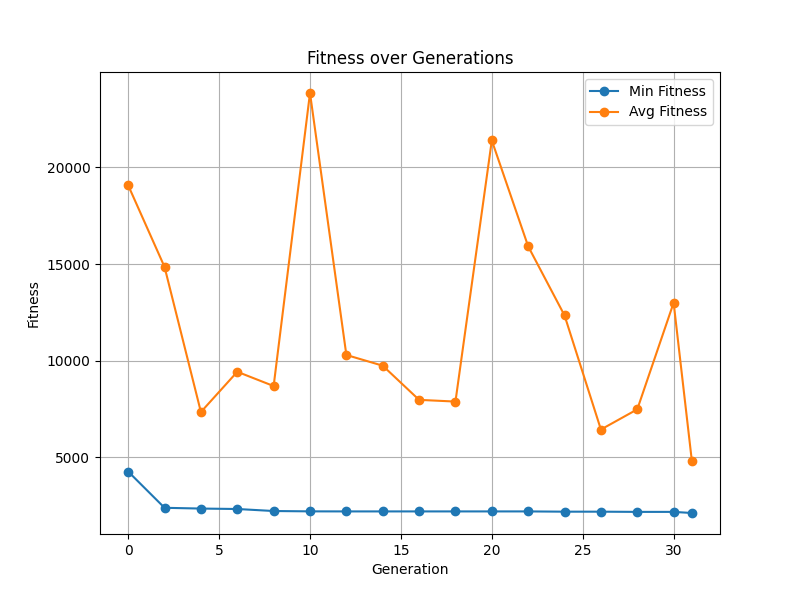 Fitness over Generations
Min Fitness
Avg Fitness
20000
15000
10000
5000
Fitness
0 5 10 15 20 25 30
Generation